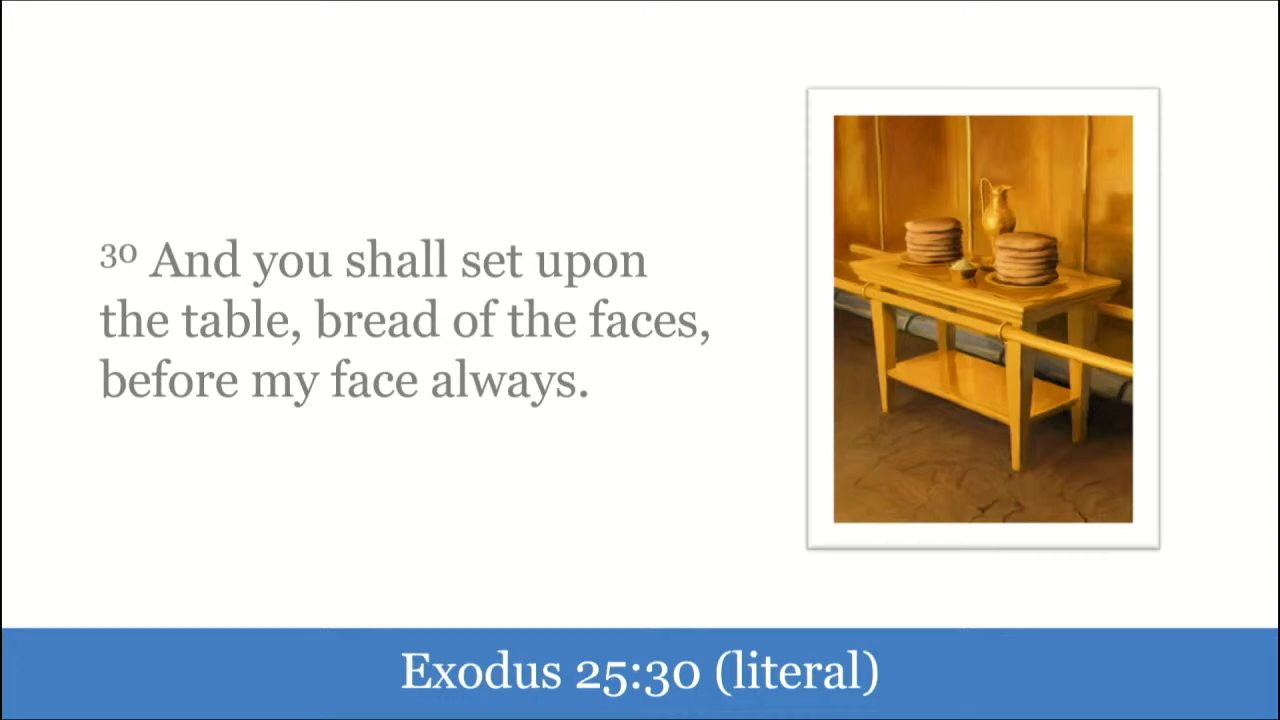 ³⁰ And you shall set upon
the table, bread of the faces,
before my face always.
Exodus 25:30 (literal)